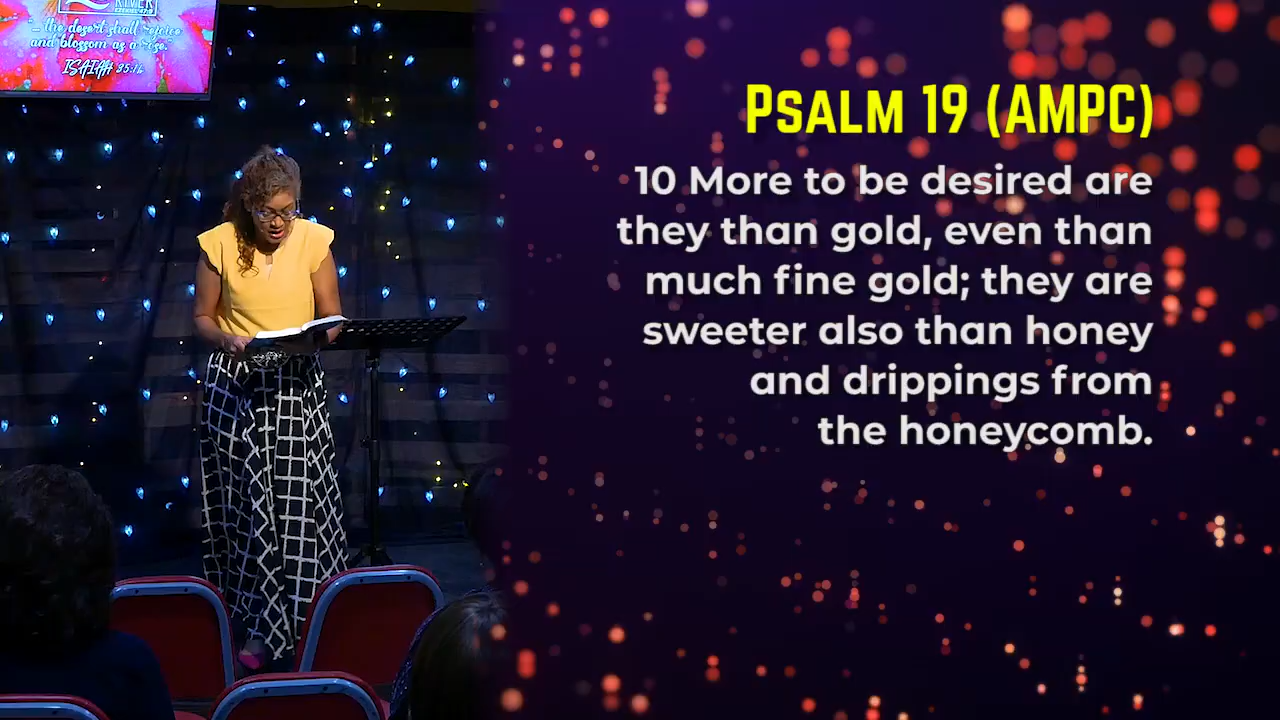 RIVER
... the desert shall rejoice
and blossom as a rose."
ISAIAH 35:1b
Psalm 19 (AMPC)
10 More to be desired are
they than gold, even than
much fine gold; they are
sweeter also than honey
and drippings from
the honeycomb.